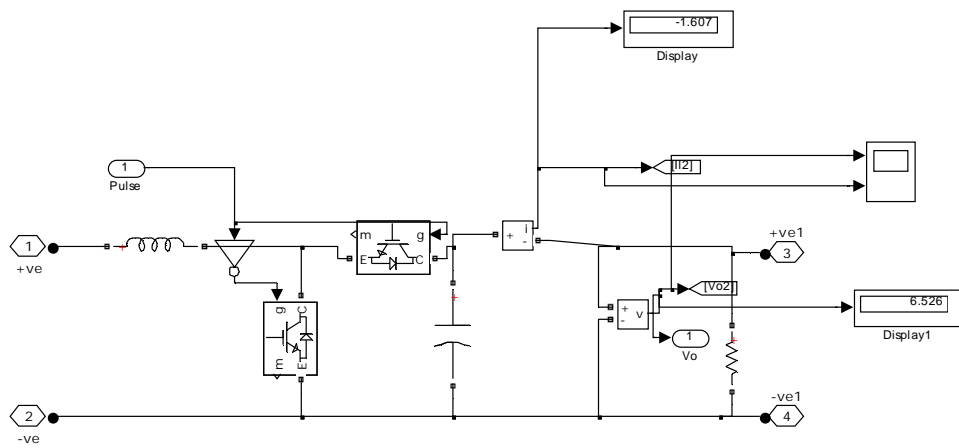 -1.607
Display
1
Pulse
[Il2]
m
g
E
C
+
i
-
1
+ve
+ve1
3
[Vo2]
g
C
m
E
+
+
-
v
6.526
Display1
1
Vo
+
+
2
-ve
-ve1
4